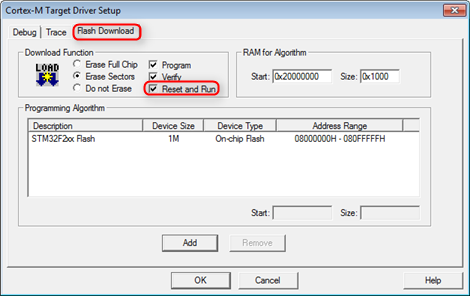 Cortex-M Target Driver Setup
Debug Trace Flash Download
Download Function
LOAD
Erase Full Chip
Erase Sectors
Do not Erase
Program
Verify
Reset and Run
RAM for Algorithm
Start: 0x20000000 Size: 0x1000
Programming Algorithm
Description Device Size Device Type Address Range
STM32F2xx Flash 1M On-chip Flash 08000000H - 080FFFFFH
Start: Size:
Add Remove
OK Cancel Help